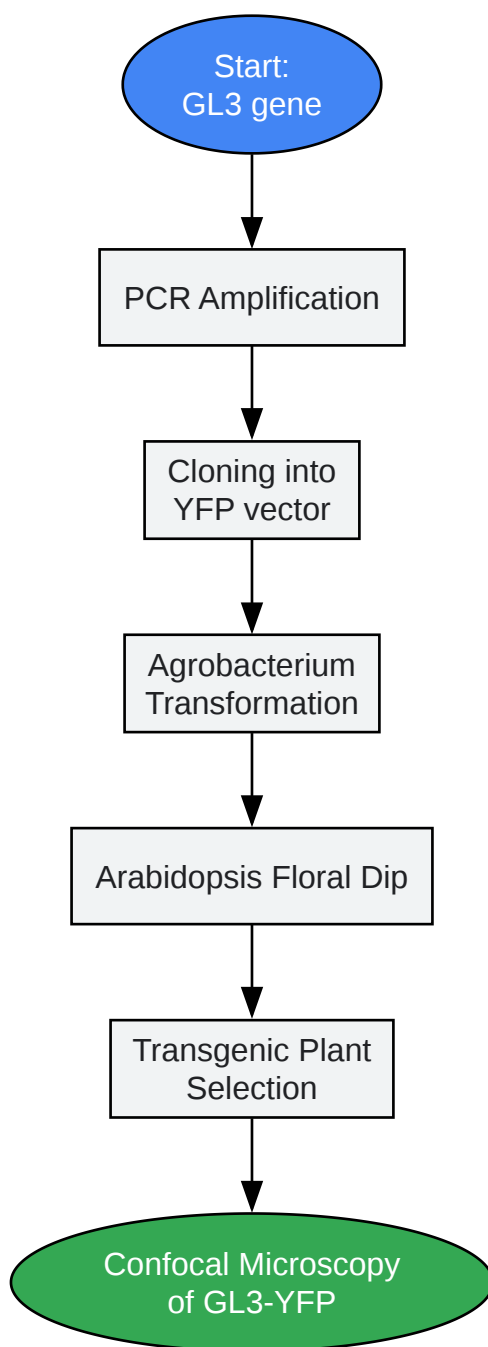 Start:
GL3 gene
PCR Amplification
Cloning into
YFP vector
Agrobacterium
Transformation
Arabidopsis Floral Dip
Transgenic Plant
Selection
Confocal Microscopy
of GL3-YFP